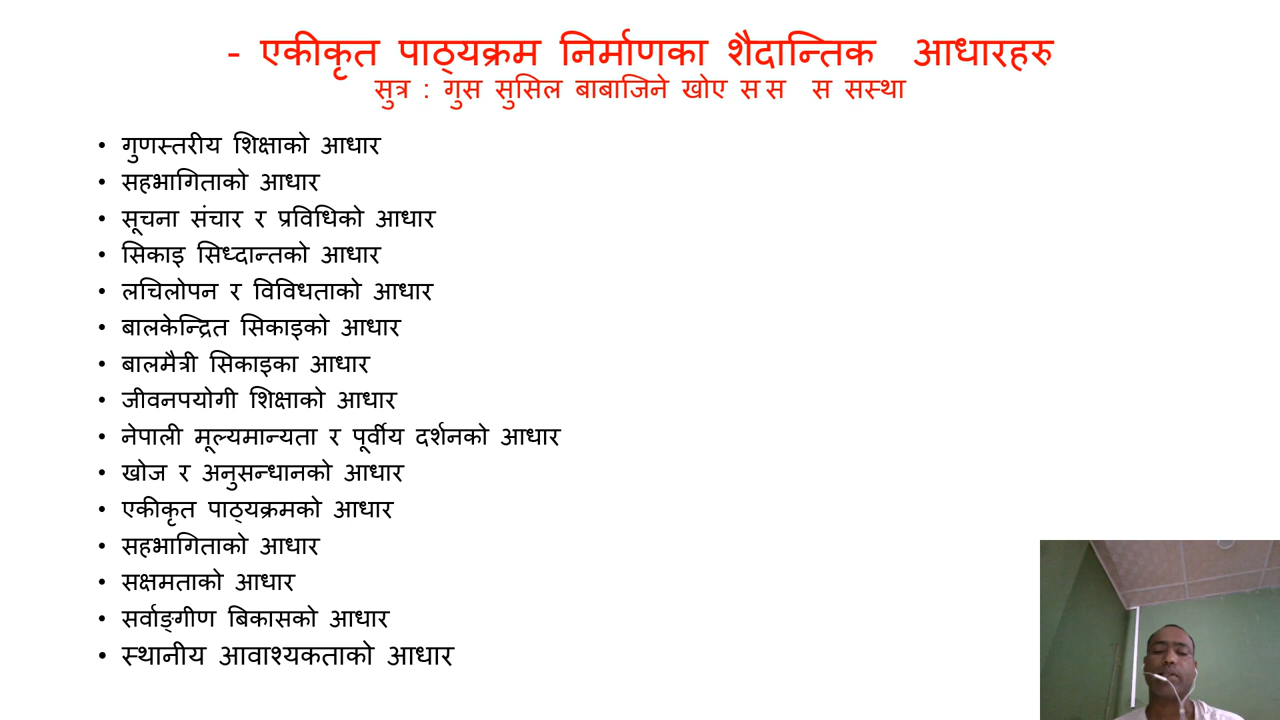 - एकीकृत पाठ्यक्रम निर्माणका शैदान्तिक आधारहरु
सुत्र : गुस सुसिल बाबाजिने खोए स स स सस्था
• गुणस्तरीय शिक्षाको आधार
• सहभागिताको आधार
• सूचना संचार र प्रविधिको आधार
• सिकाइ सिध्दान्तको आधार
• लचिलोपन र विविधताको आधार
• बालकेन्द्रित सिकाइको आधार
• बालमैत्री सिकाइका आधार
• जीवनपयोगी शिक्षाको आधार
• नेपाली मूल्यमान्यता र पूर्वीय दर्शनको आधार
• खोज र अनुसन्धानको आधार
• एकीकृत पाठ्यक्रमको आधार
• सहभागिताको आधार
• सक्षमताको आधार
• सर्वाङ्गीण बिकासको आधार
• स्थानीय आवाश्यकताको आधार